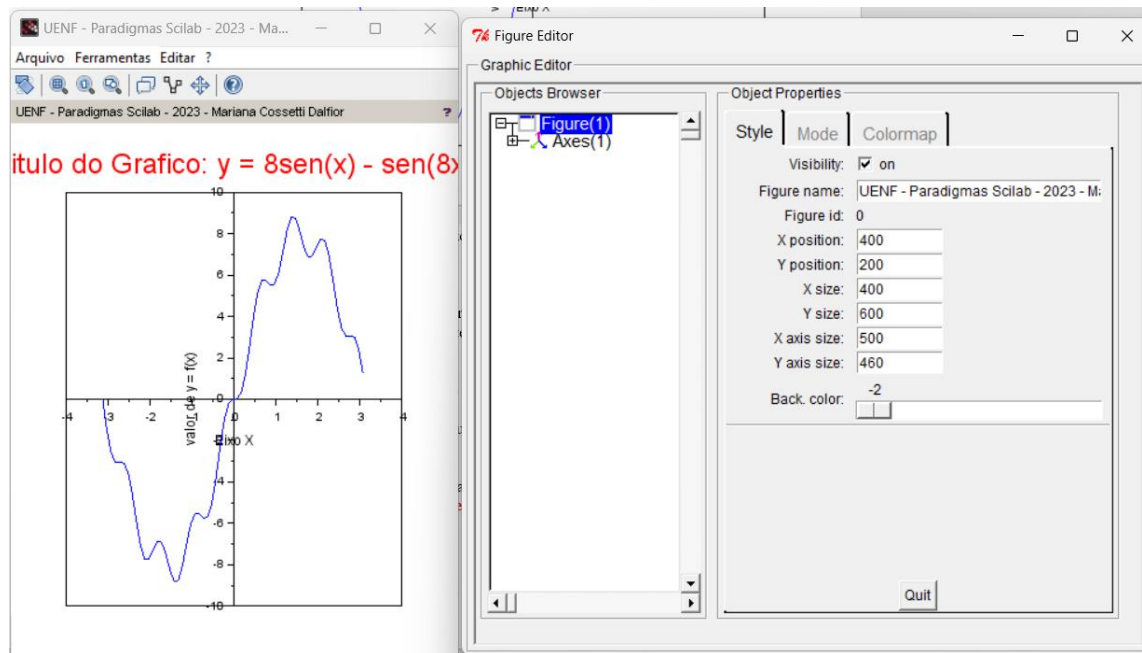 Eixo X
UENF - Paradigmas Scilab - 2023 - Ma...
Arquivo Ferramentas Editar ?
UENF - Paradigmas Scilab - 2023 - Mariana Cossetti Dalfior ?
itulo do Grafico: y = 8sen(x) - sen(8x
10
8
6
4
2
0
-4 -3 -2 -1 0 1 2 3 4
valor de y = f(x)
Eixo X
-2
-4
-6
-8
-10
Figure Editor
Graphic Editor
Objects Browser
Figure(1)
Axes(1)
Object Properties
Style Mode Colormap
Visibility: on
Figure name: UENF - Paradigmas Scilab - 2023 - Ma
Figure id: 0
X position: 400
Y position: 200
X size: 400
Y size: 600
X axis size: 500
Y axis size: 460
Back. color: -2
Quit